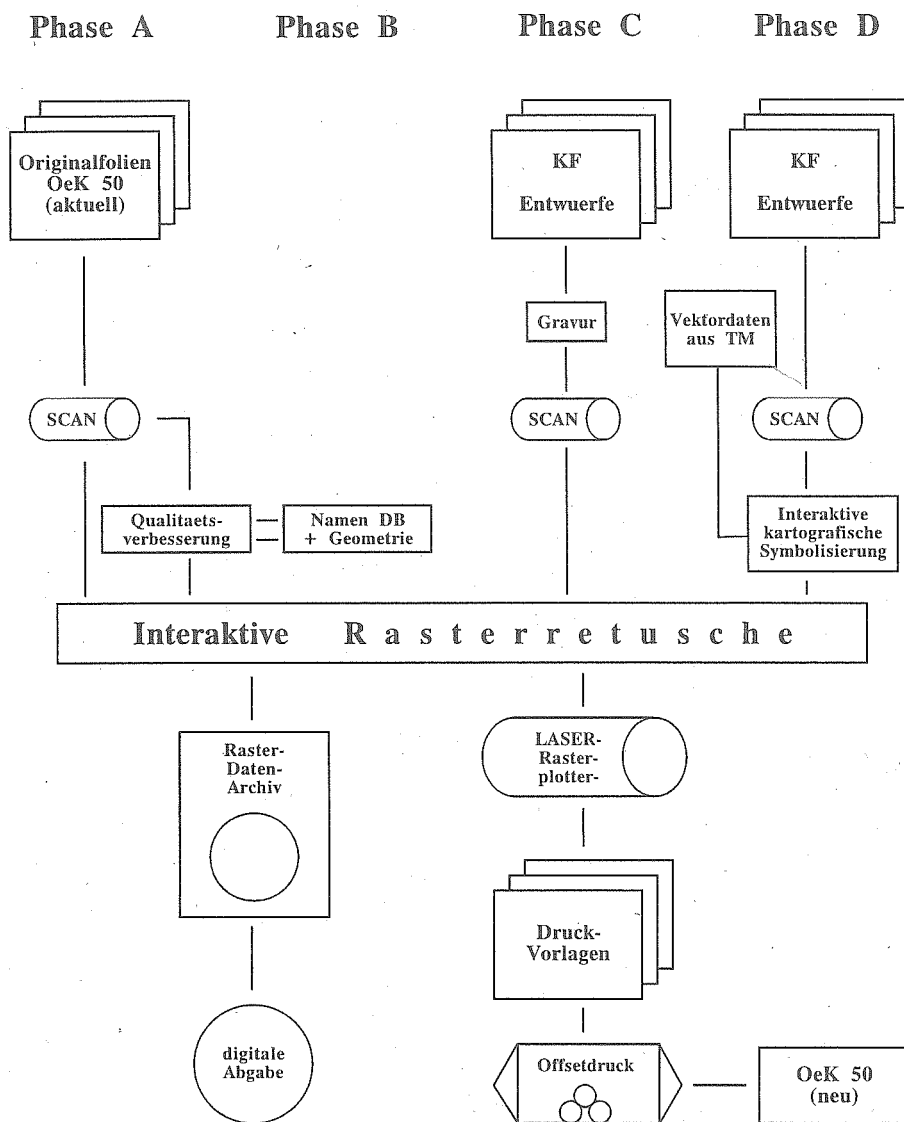 Phase A
Phase B
Phase C
Phase D
Originalfolien
OeK 50
(aktuell)
KF
Entwuerfe
KF
Entwuerfe
Gravur
Vektordaten
aus TM
SCAN
SCAN
SCAN
Qualitaets-
verbesserung
Namen DB
+ Geometrie
Interaktive
kartografische
Symbolisierung
Interaktive Rasterretusche
Raster-
Daten-
Archiv
LASER-
Raster-
plotter-
Druck-
Vorlagen
digitale
Abgabe
Offsetdruck
OeK 50
(neu)